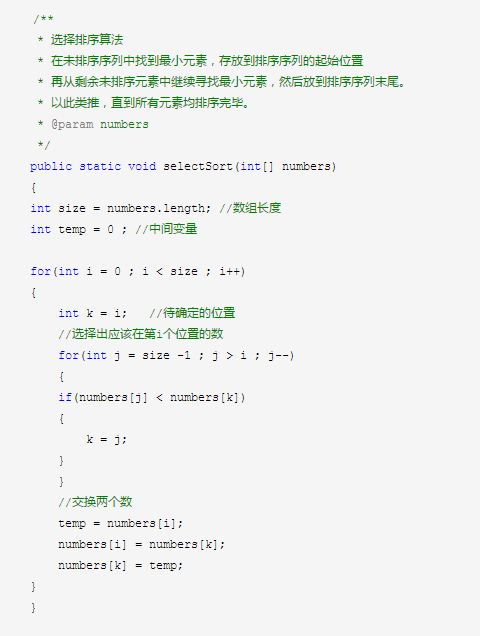 /**
 * 选择排序算法
 * 在未排序序列中找到最小元素，存放到排序序列的起始位置
 * 再从剩余未排序元素中继续寻找最小元素，然后放到排序序列末尾。
 * 以此类推，直到所有元素均排序完毕。
 * @param numbers
 */
public static void selectSort(int[] numbers)
{
int size = numbers.length; //数组长度
int temp = 0 ; //中间变量

for(int i = 0 ; i < size ; i++)
{
    int k = i;   //待确定的位置
    //选择出应该在第i个位置的数
    for(int j = size -1 ; j > i ; j--)
    {
    if(numbers[j] < numbers[k])
    {
        k = j;
    }
    }
    //交换两个数
    temp = numbers[i];
    numbers[i] = numbers[k];
    numbers[k] = temp;
}
}